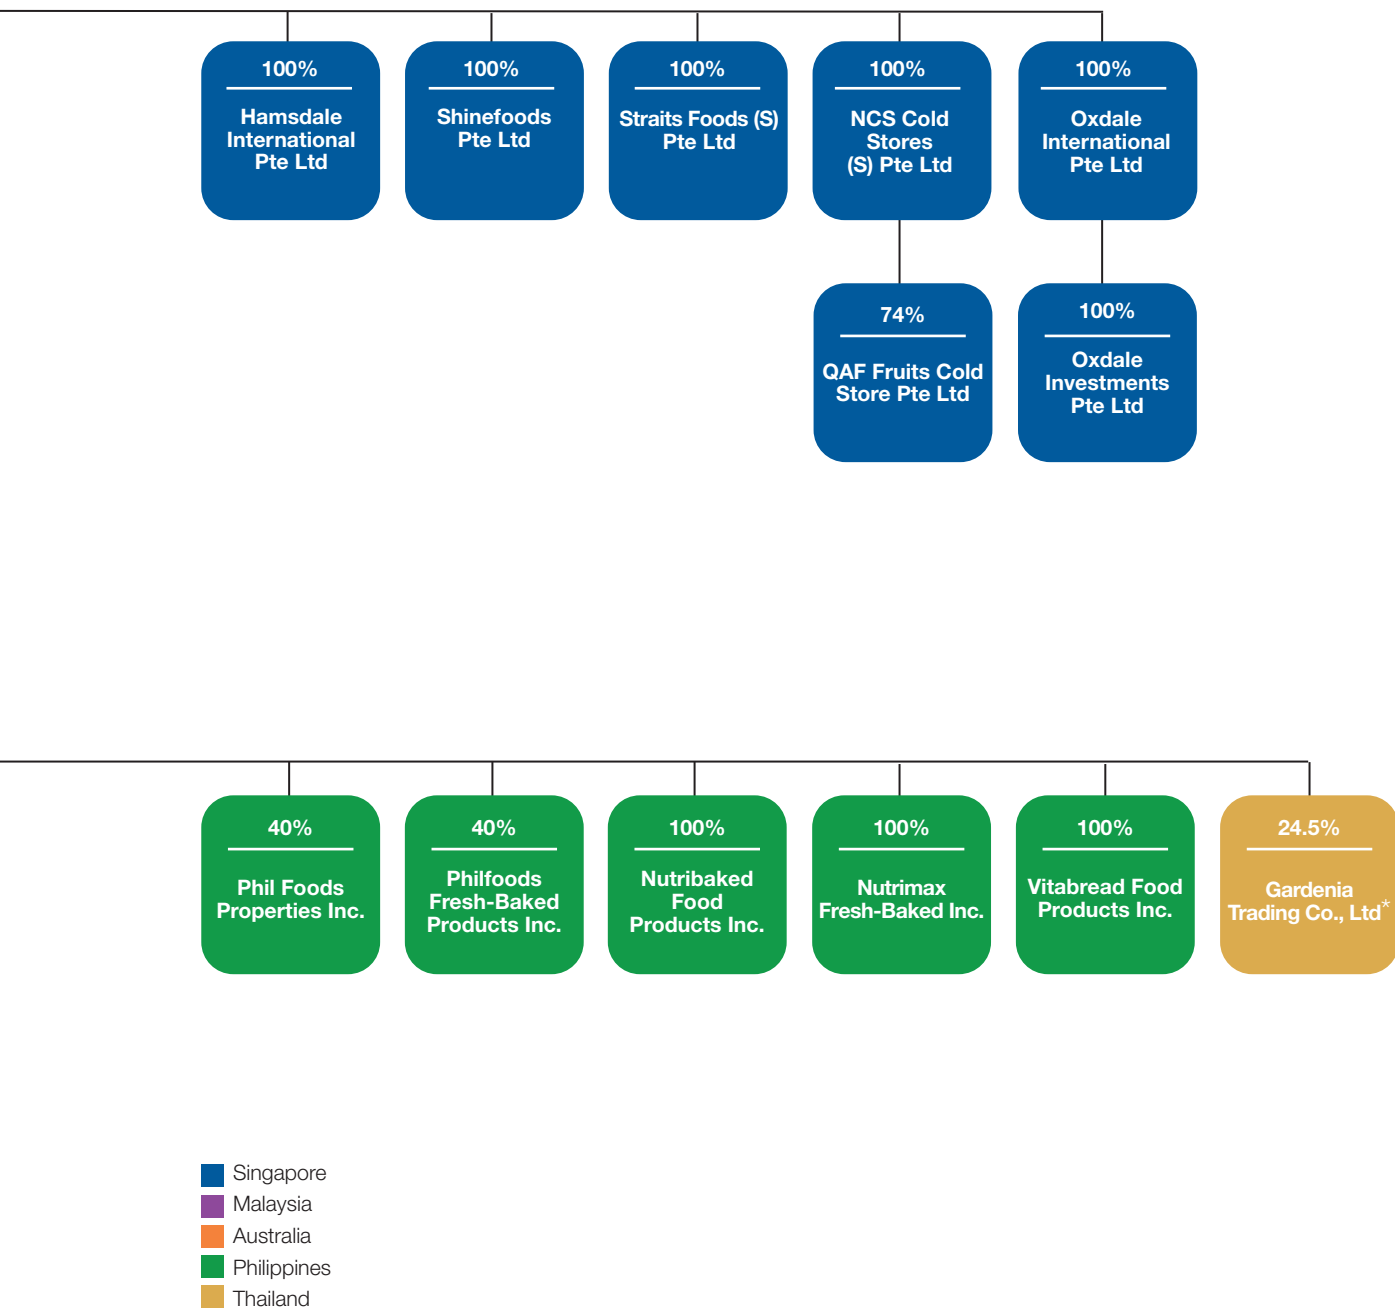 100%
Hamsdale
International
Pte Ltd
100%
Shinefoods
Pte Ltd
100%
Straits Foods (S)
Pte Ltd
100%
NCS Cold
Stores
(S) Pte Ltd
100%
Oxdale
International
Pte Ltd
74%
QAF Fruits Cold
Store Pte Ltd
100%
Oxdale
Investments
Pte Ltd
40%
Phil Foods
Properties Inc.
40%
Philfoods
Fresh-Baked
Products Inc.
100%
Nutribaked
Food
Products Inc.
100%
Nutrimax
Fresh-Baked Inc.
100%
Vitabread Food
Products Inc.
24.5%
Gardenia
Trading Co., Ltd*
Singapore
Malaysia
Australia
Philippines
Thailand